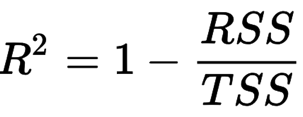 R² = 1 - RSS/TSS